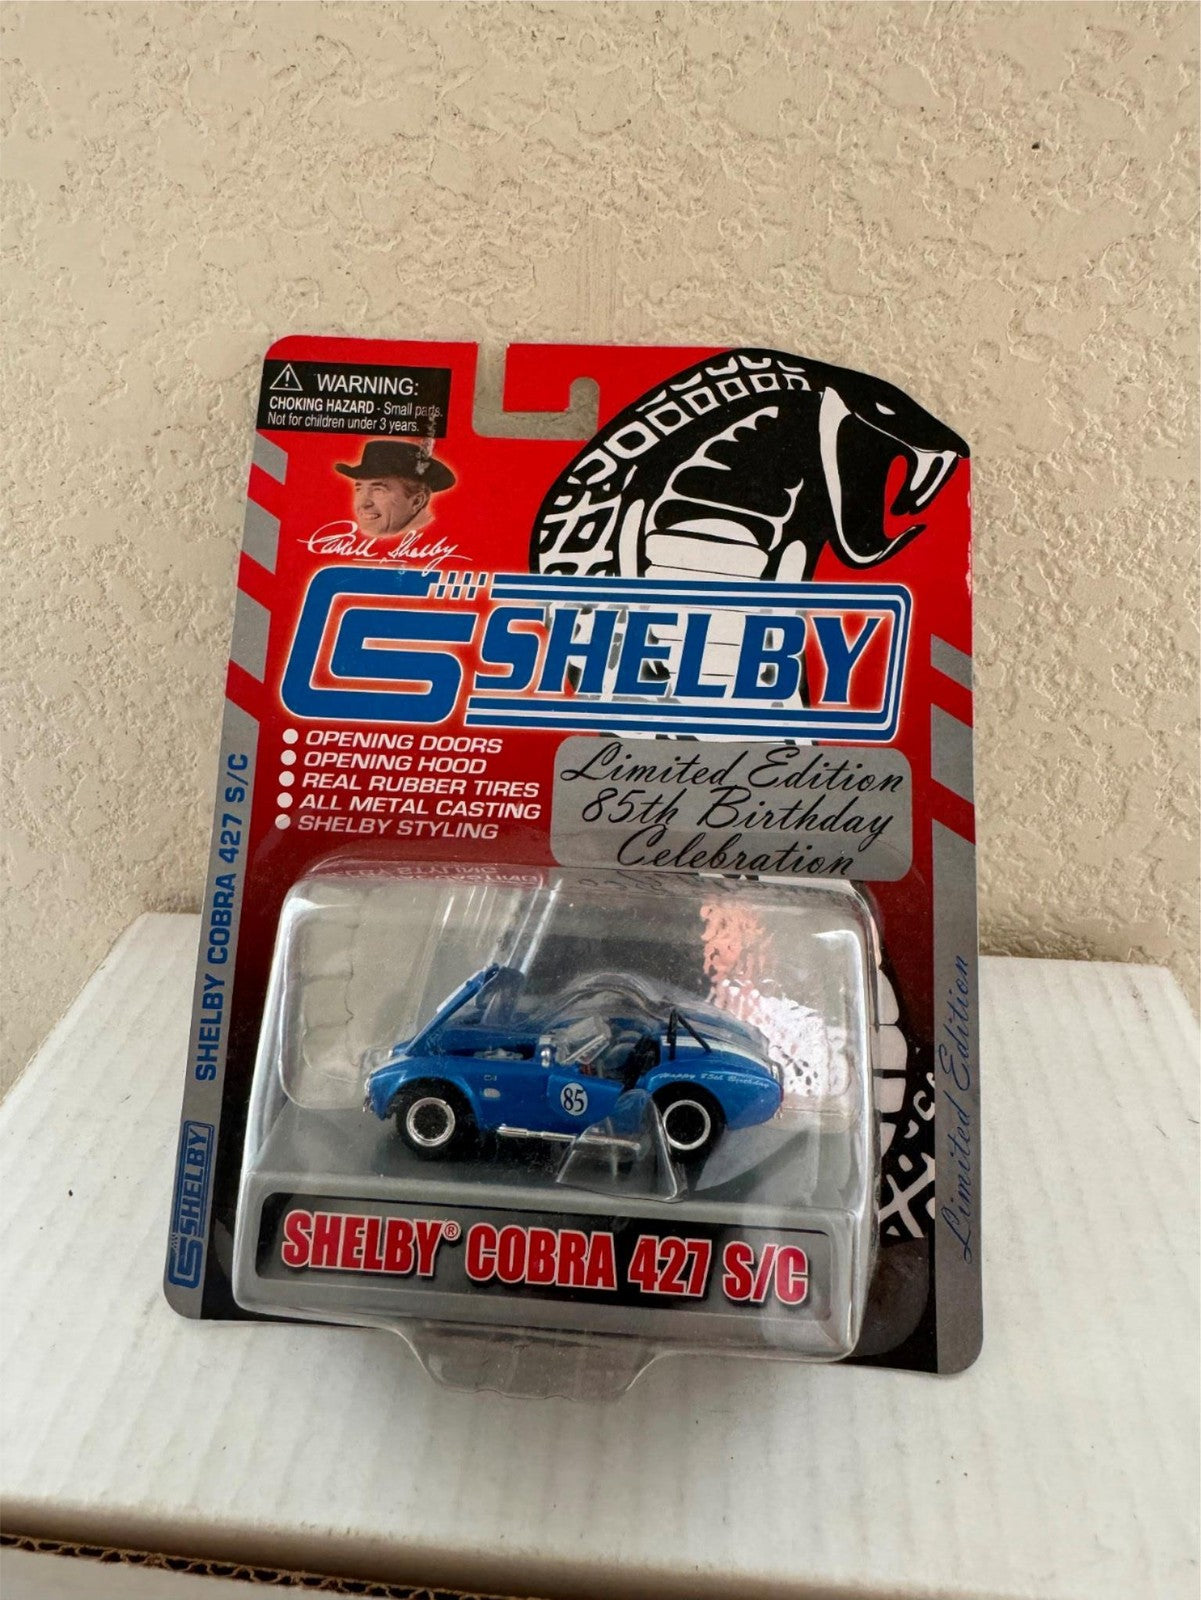 WARNING:
CHOKING HAZARD - Small parts.
Not for children under 3 years.
Carroll Shelby
SHELBY
OPENING DOORS
OPENING HOOD
REAL RUBBER TIRES
ALL METAL CASTING
SHELBY STYLING
Limited Edition
85th Birthday
Celebration
SHELBY COBRA 427 S/C
SHELBY
Limited Edition
Happy 85th Birthday
85
SHELBY® COBRA 427 S/C